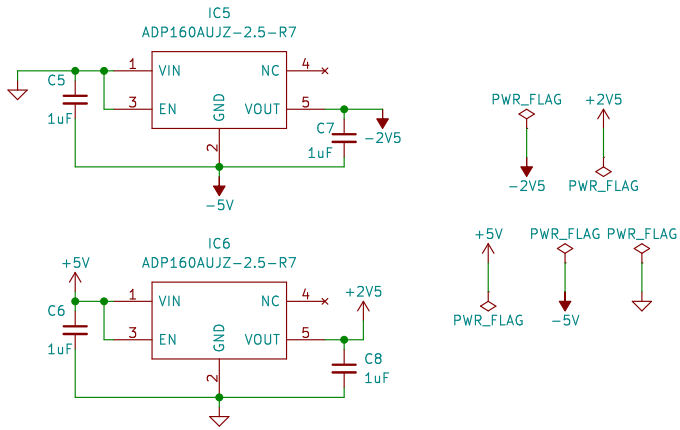 IC5
ADP160AUJZ-2.5-R7
1 VIN NC 4
C5
3 EN GND VOUT 5
1uF
2
C7
1uF
-2V5
-5V
PWR_FLAG +2V5
-2V5 PWR_FLAG
IC6
ADP160AUJZ-2.5-R7
+5V
1 VIN NC 4
+2V5
C6
3 EN GND VOUT 5
1uF
2
C8
1uF
+5V PWR_FLAG PWR_FLAG
PWR_FLAG -5V